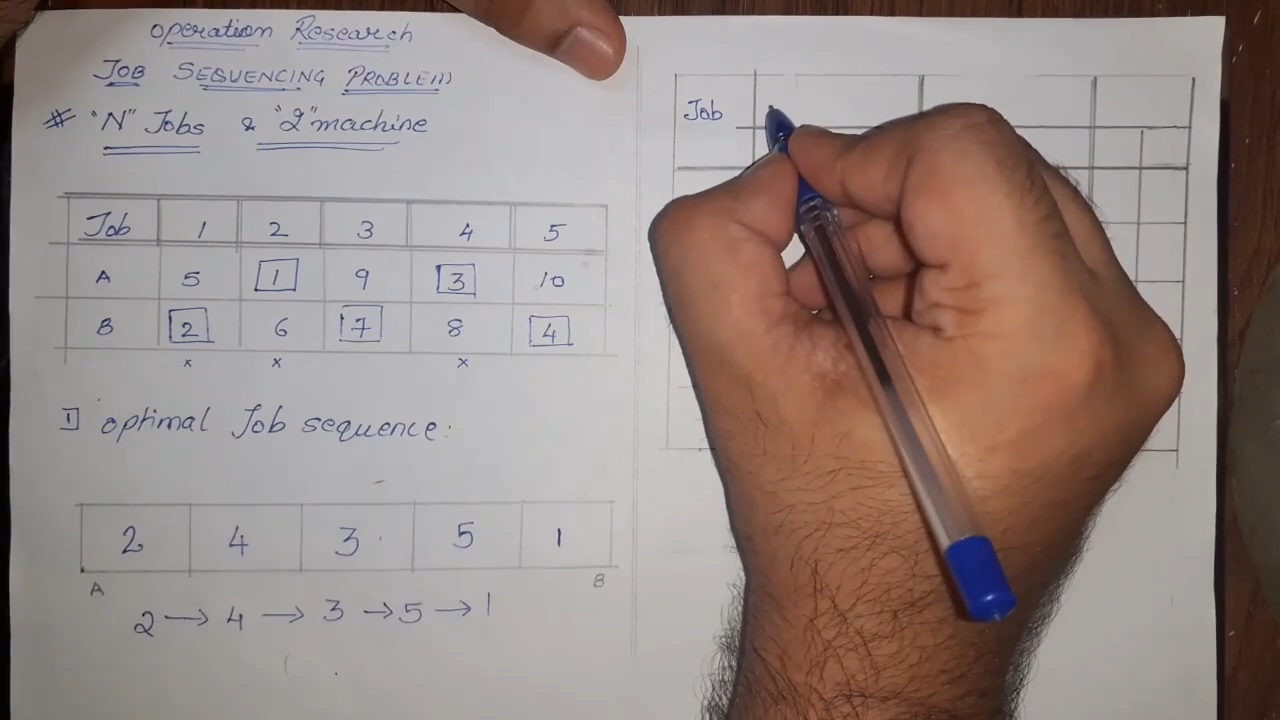 Operation Research
JOB SEQUENCING PROBLEM
# "N" Jobs & "2" machine
Job 1 2 3 4 5
A 5 1 9 3 10
B 2 6 7 8 4
x x x
1] optimal Job sequence:
2 4 3 5 1
A B
2 → 4 → 3 → 5 → 1
Job